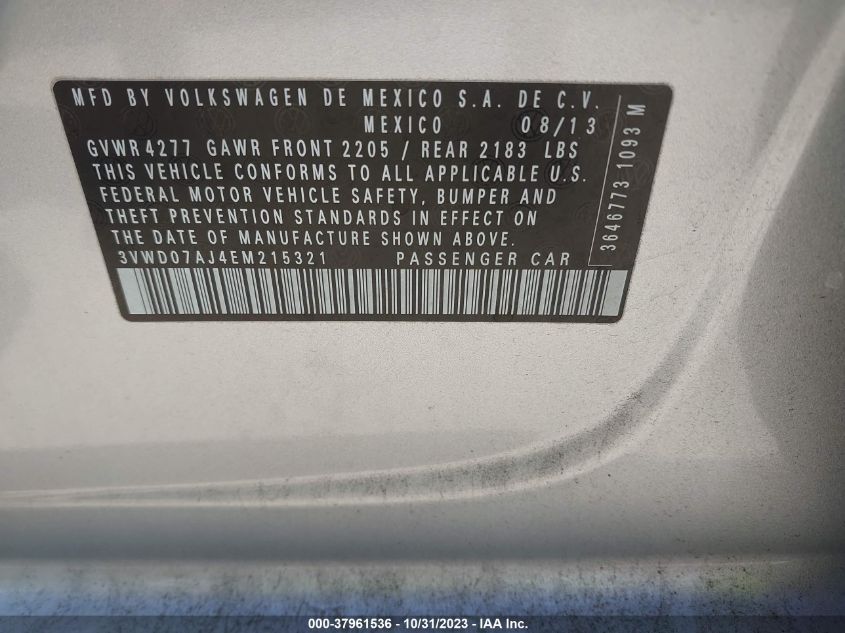 MFD BY VOLKSWAGEN DE MEXICO S.A. DE C.V.
MEXICO 08/13
GVWR 4277 GAWR FRONT 2205 / REAR 2183 LBS
THIS VEHICLE CONFORMS TO ALL APPLICABLE U.S.
FEDERAL MOTOR VEHICLE SAFETY, BUMPER AND
THEFT PREVENTION STANDARDS IN EFFECT ON
THE DATE OF MANUFACTURE SHOWN ABOVE.
3VWD07AJ4EM215321 PASSENGER CAR
3646773 1093 M
000-37961536 - 10/31/2023 - IAA Inc.